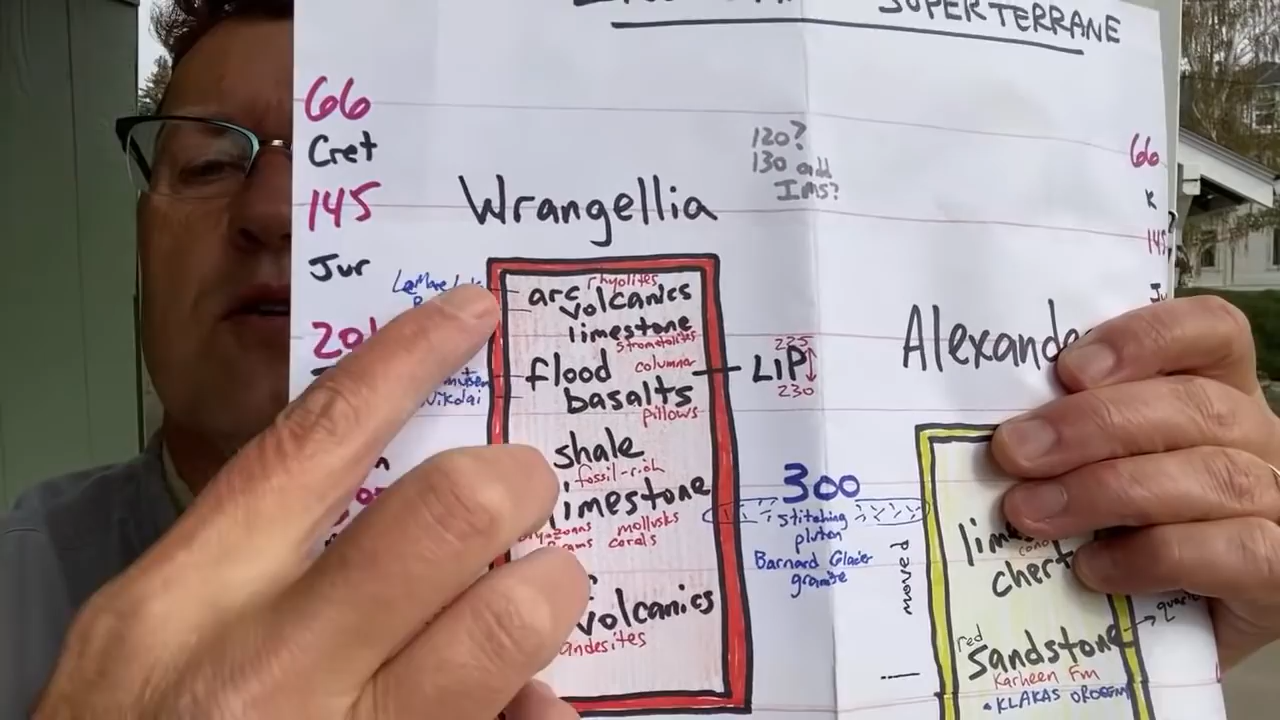 SUPERTERRANE
66
Cret
145
Jur
Wrangellia
120?
130 add
Ims?
66
K
145
rhyolites
arc
volcanics
limestone
stromatolites
flood
columnar
basalts
pillows
LIP
225
230
Nikolai
shale
fossil-rich
limestone
mollusks
corals
volcanics
andesites
300
stitching
pluton
Barnard Glacier
granite
moved
chert
red
sandstone
Karheen Fm
• KLAKAS OROGENY